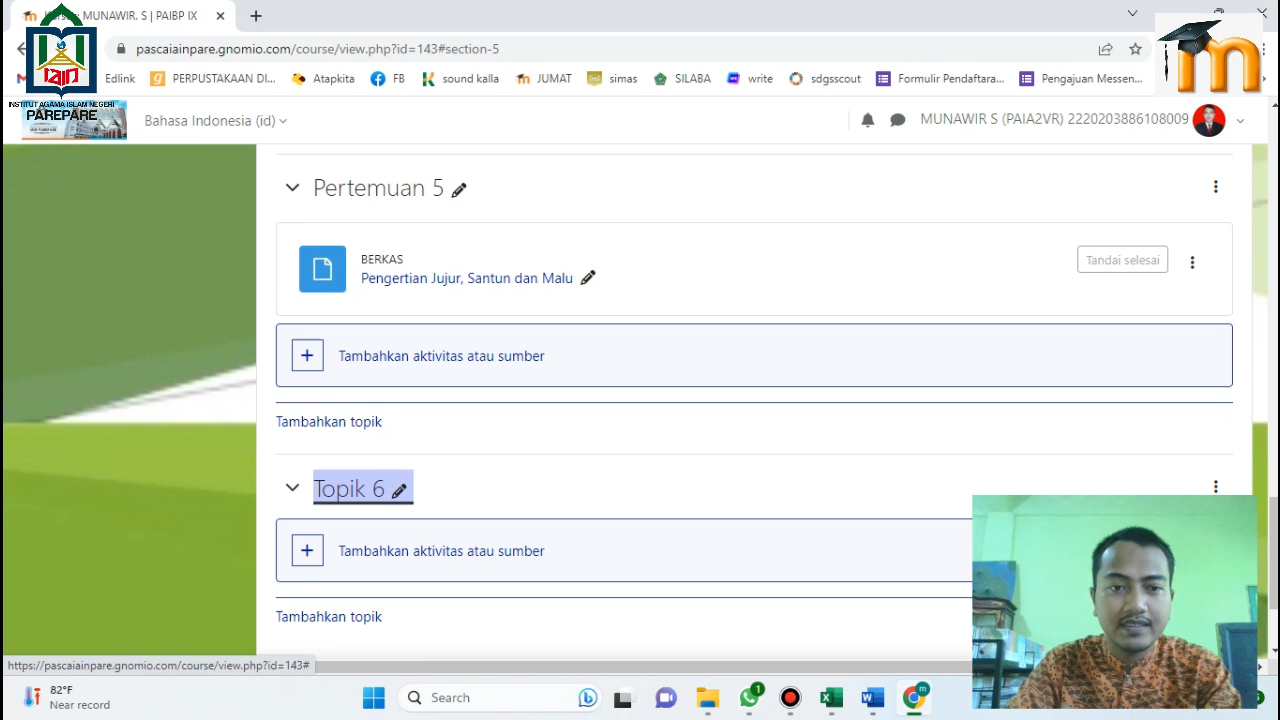 MUNAWIR. S | PAIBP IX
pascaiainpare.gnomio.com/course/view.php?id=143#section-5
Edlink
PERPUSTAKAAN DI...
Atapkita
FB
sound kalla
JUMAT
simas
SILABA
write
sdgsscout
Formulir Pendaftara...
Pengajuan Messen...
iain
INSTITUT AGAMA ISLAM NEGERI
PAREPARE
Bahasa Indonesia (id)
MUNAWIR S (PAIA2VR) 2220203886108009
Pertemuan 5
BERKAS
Pengertian Jujur, Santun dan Malu
Tandai selesai
Tambahkan aktivitas atau sumber
Tambahkan topik
Topik 6
Tambahkan aktivitas atau sumber
Tambahkan topik
https://pascaiainpare.gnomio.com/course/view.php?id=143#
82°F
Near record
Search
1